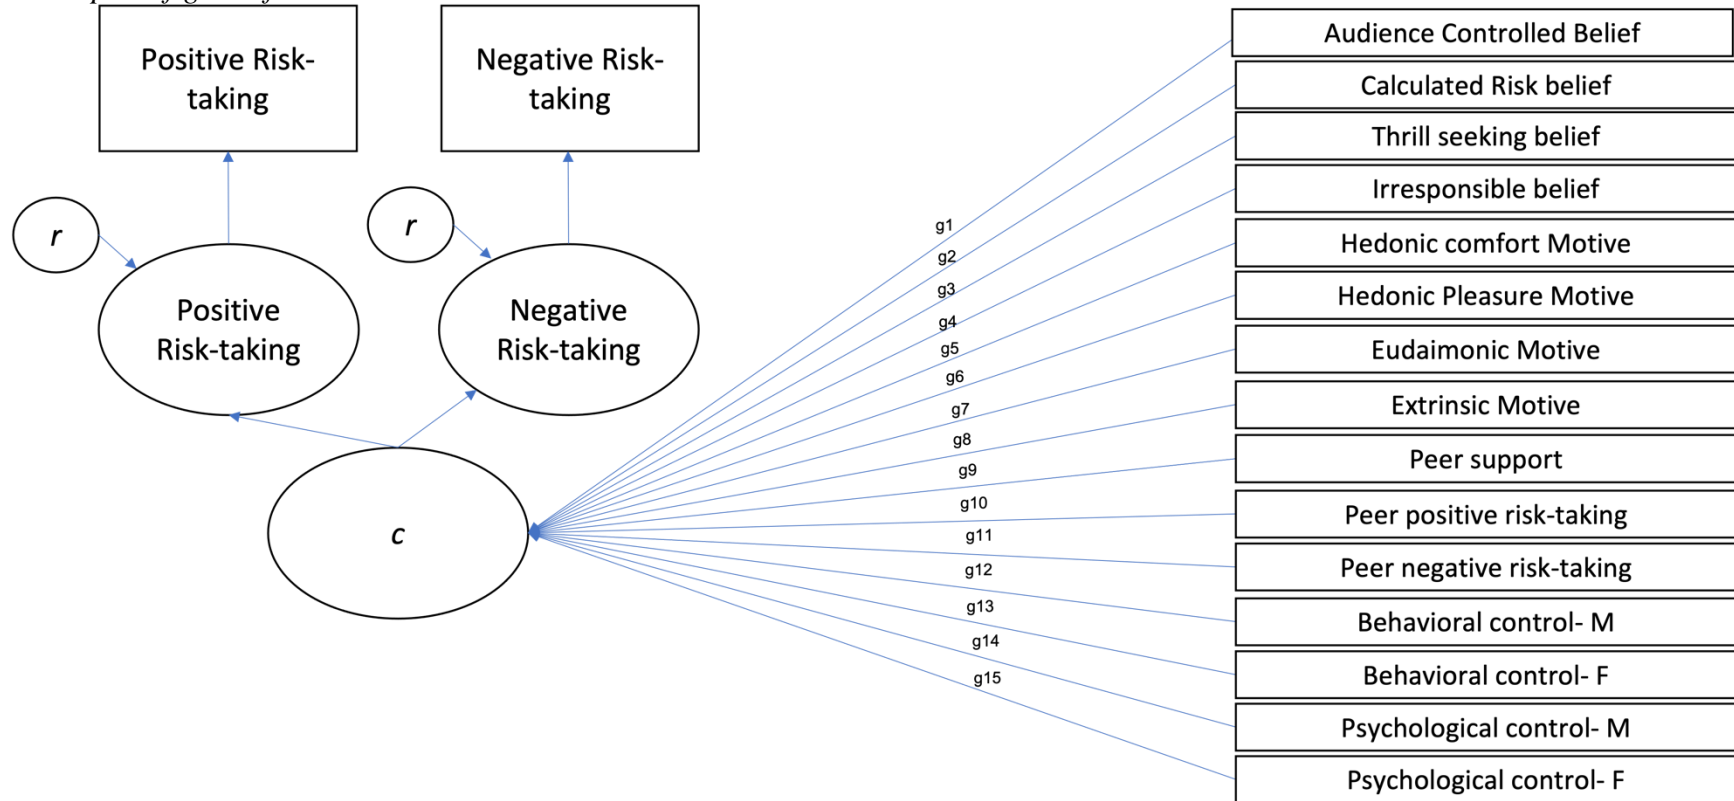 Positive Risk-
taking
Negative Risk-
taking
r
r
Positive
Risk-taking
Negative
Risk-taking
c
g1
g2
g3
g4
g5
g6
g7
g8
g9
g10
g11
g12
g13
g14
g15
Audience Controlled Belief
Calculated Risk belief
Thrill seeking belief
Irresponsible belief
Hedonic comfort Motive
Hedonic Pleasure Motive
Eudaimonic Motive
Extrinsic Motive
Peer support
Peer positive risk-taking
Peer negative risk-taking
Behavioral control- M
Behavioral control- F
Psychological control- M
Psychological control- F